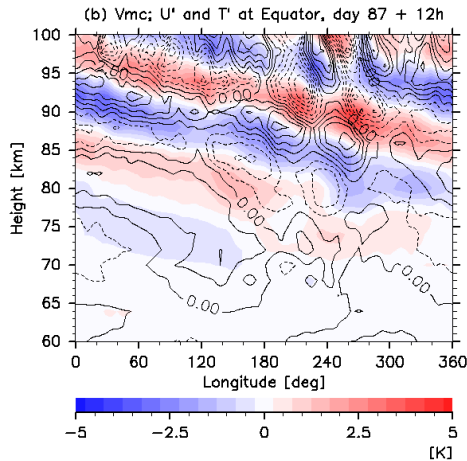 (b) Vmc; U' and T' at Equator, day 87 + 12h
100
95
90
85
80
75
70
65
60
Height [km]
0.00
0.00
0.00
0.00
0.00
0 60 120 180 240 300 360
Longitude [deg]
−5 −2.5 0 2.5 5
[K]